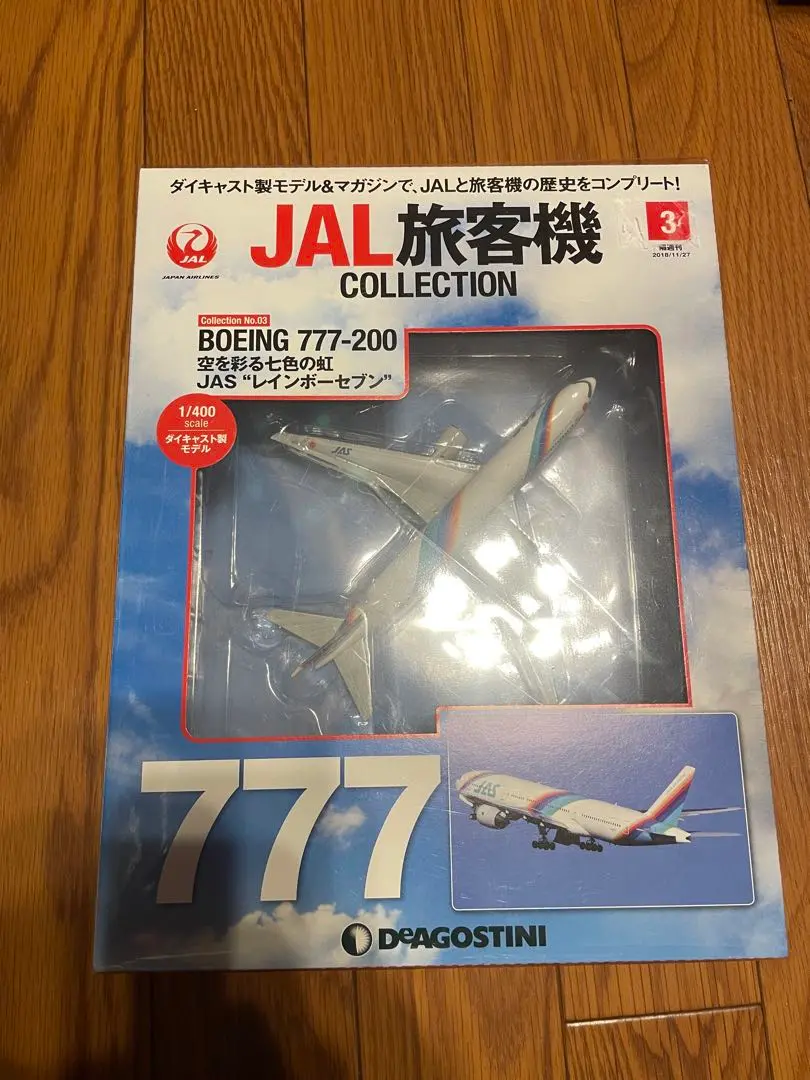 ダイキャスト製モデル&マガジンで、JALと旅客機の歴史をコンプリート!
JAL
JAPAN AIRLINES
JAL旅客機
COLLECTION
3
隔週刊
2018/11/27
Collection No.03
BOEING 777-200
空を彩る七色の虹
JAS “レインボーセブン”
1/400
scale
ダイキャスト製
モデル
JAS
777
JAS
DeAGOSTINI